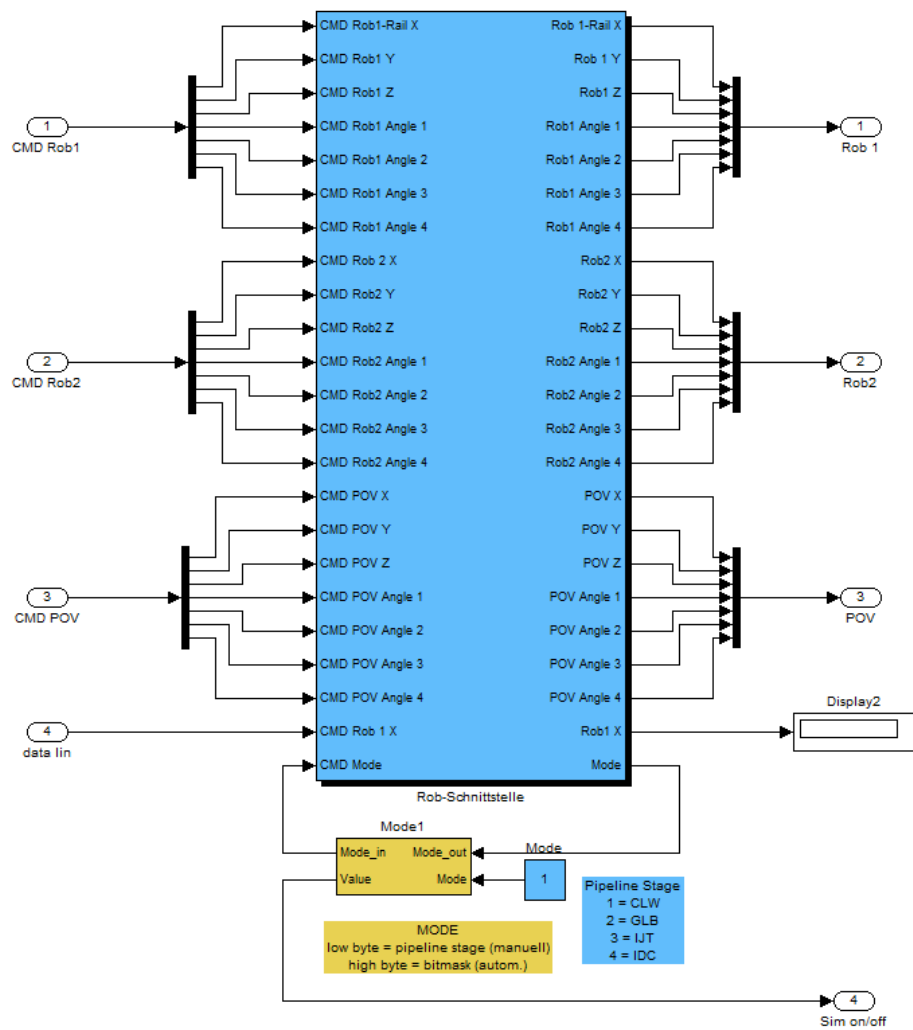 CMD Rob1-Rail X
Rob 1-Rail X
CMD Rob1 Y
Rob 1 Y
CMD Rob1 Z
Rob1 Z
1
CMD Rob1 Angle 1
Rob1 Angle 1
1
CMD Rob1
Rob 1
CMD Rob1 Angle 2
Rob1 Angle 2
CMD Rob1 Angle 3
Rob1 Angle 3
CMD Rob1 Angle 4
Rob1 Angle 4
CMD Rob 2 X
Rob2 X
CMD Rob2 Y
Rob2 Y
CMD Rob2 Z
Rob2 Z
2
CMD Rob2 Angle 1
Rob2 Angle 1
2
CMD Rob2
Rob2
CMD Rob2 Angle 2
Rob2 Angle 2
CMD Rob2 Angle 3
Rob2 Angle 3
CMD Rob2 Angle 4
Rob2 Angle 4
CMD POV X
POV X
CMD POV Y
POV Y
CMD POV Z
POV Z
3
CMD POV Angle 1
POV Angle 1
3
CMD POV
POV
CMD POV Angle 2
POV Angle 2
CMD POV Angle 3
POV Angle 3
CMD POV Angle 4
POV Angle 4
Display2
4
CMD Rob 1 X
Rob1 X
data Iin
CMD Mode
Mode
Rob-Schnittstelle
Mode1
Mode
Mode_in
Mode_out
Value
Mode
1
Pipeline Stage
1 = CLW
2 = GLB
3 = IJT
4 = IDC
MODE
low byte = pipeline stage (manuell)
high byte = bitmask (autom.)
4
Sim on/off